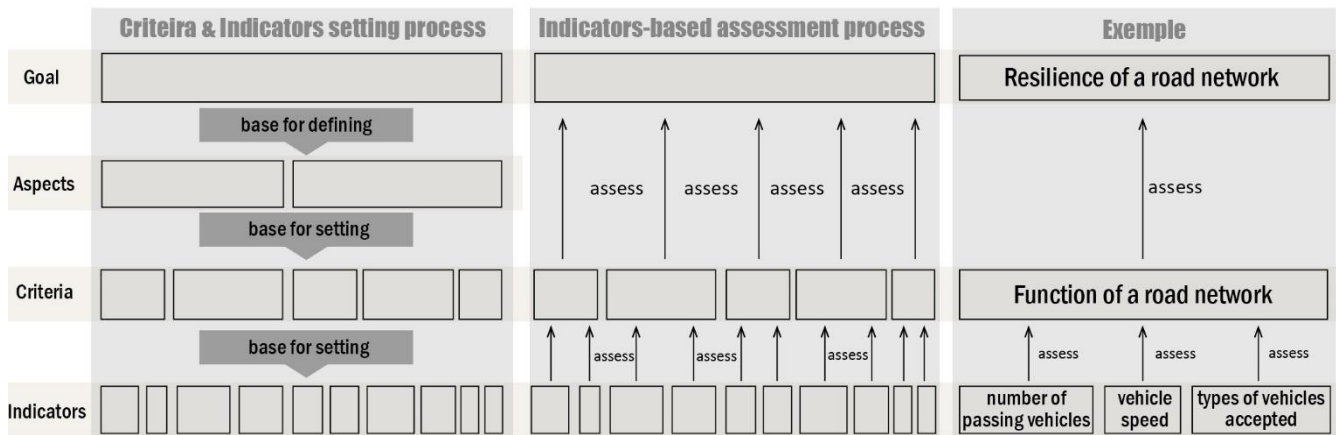 Criteira & Indicators setting process
Indicators-based assessment process
Exemple
Goal
Resilience of a road network
base for defining
Aspects
assess
assess
assess
assess
assess
base for setting
Criteria
Function of a road network
base for setting
assess
assess
assess
assess
assess
assess
Indicators
number of
passing vehicles
vehicle
speed
types of vehicles
accepted